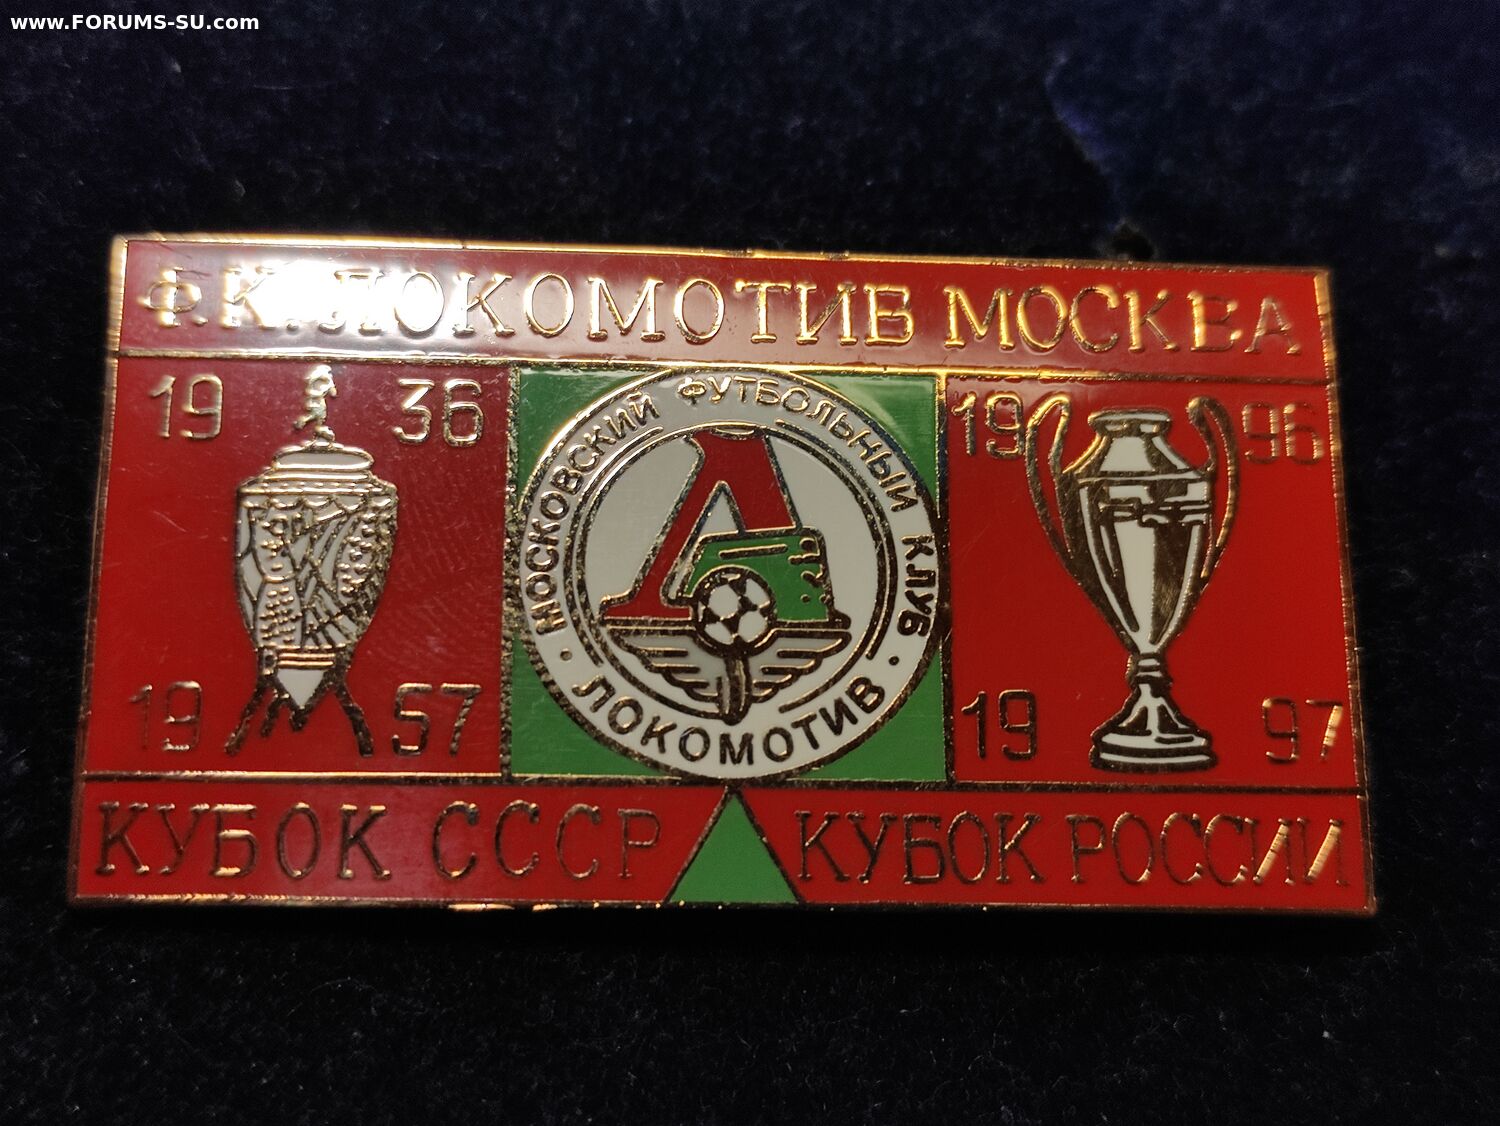 www.FORUMS-SU.com
Ф.К. ЛОКОМОТИВ МОСКВА
19 36
19 57
МОСКОВСКИЙ ФУТБОЛЬНЫЙ КЛУБ
• ЛОКОМОТИВ •
19 96
19 97
КУБОК СССР
КУБОК РОССИИ